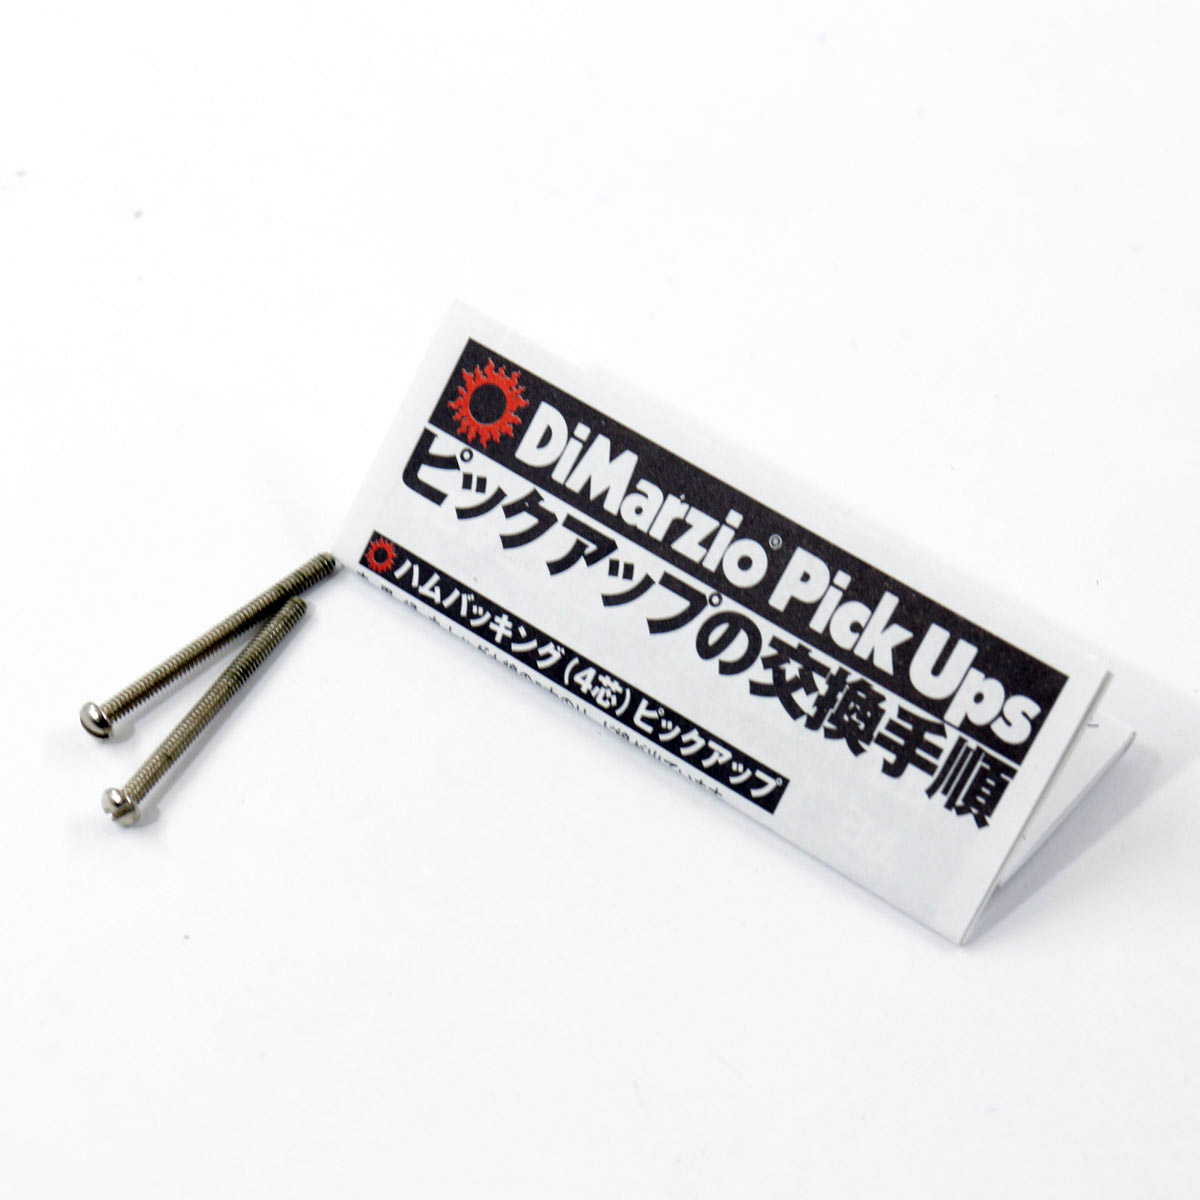 DiMarzio® Pick Ups
ピックアップの交換手順
ハムバッキング(4芯)ピックアップ